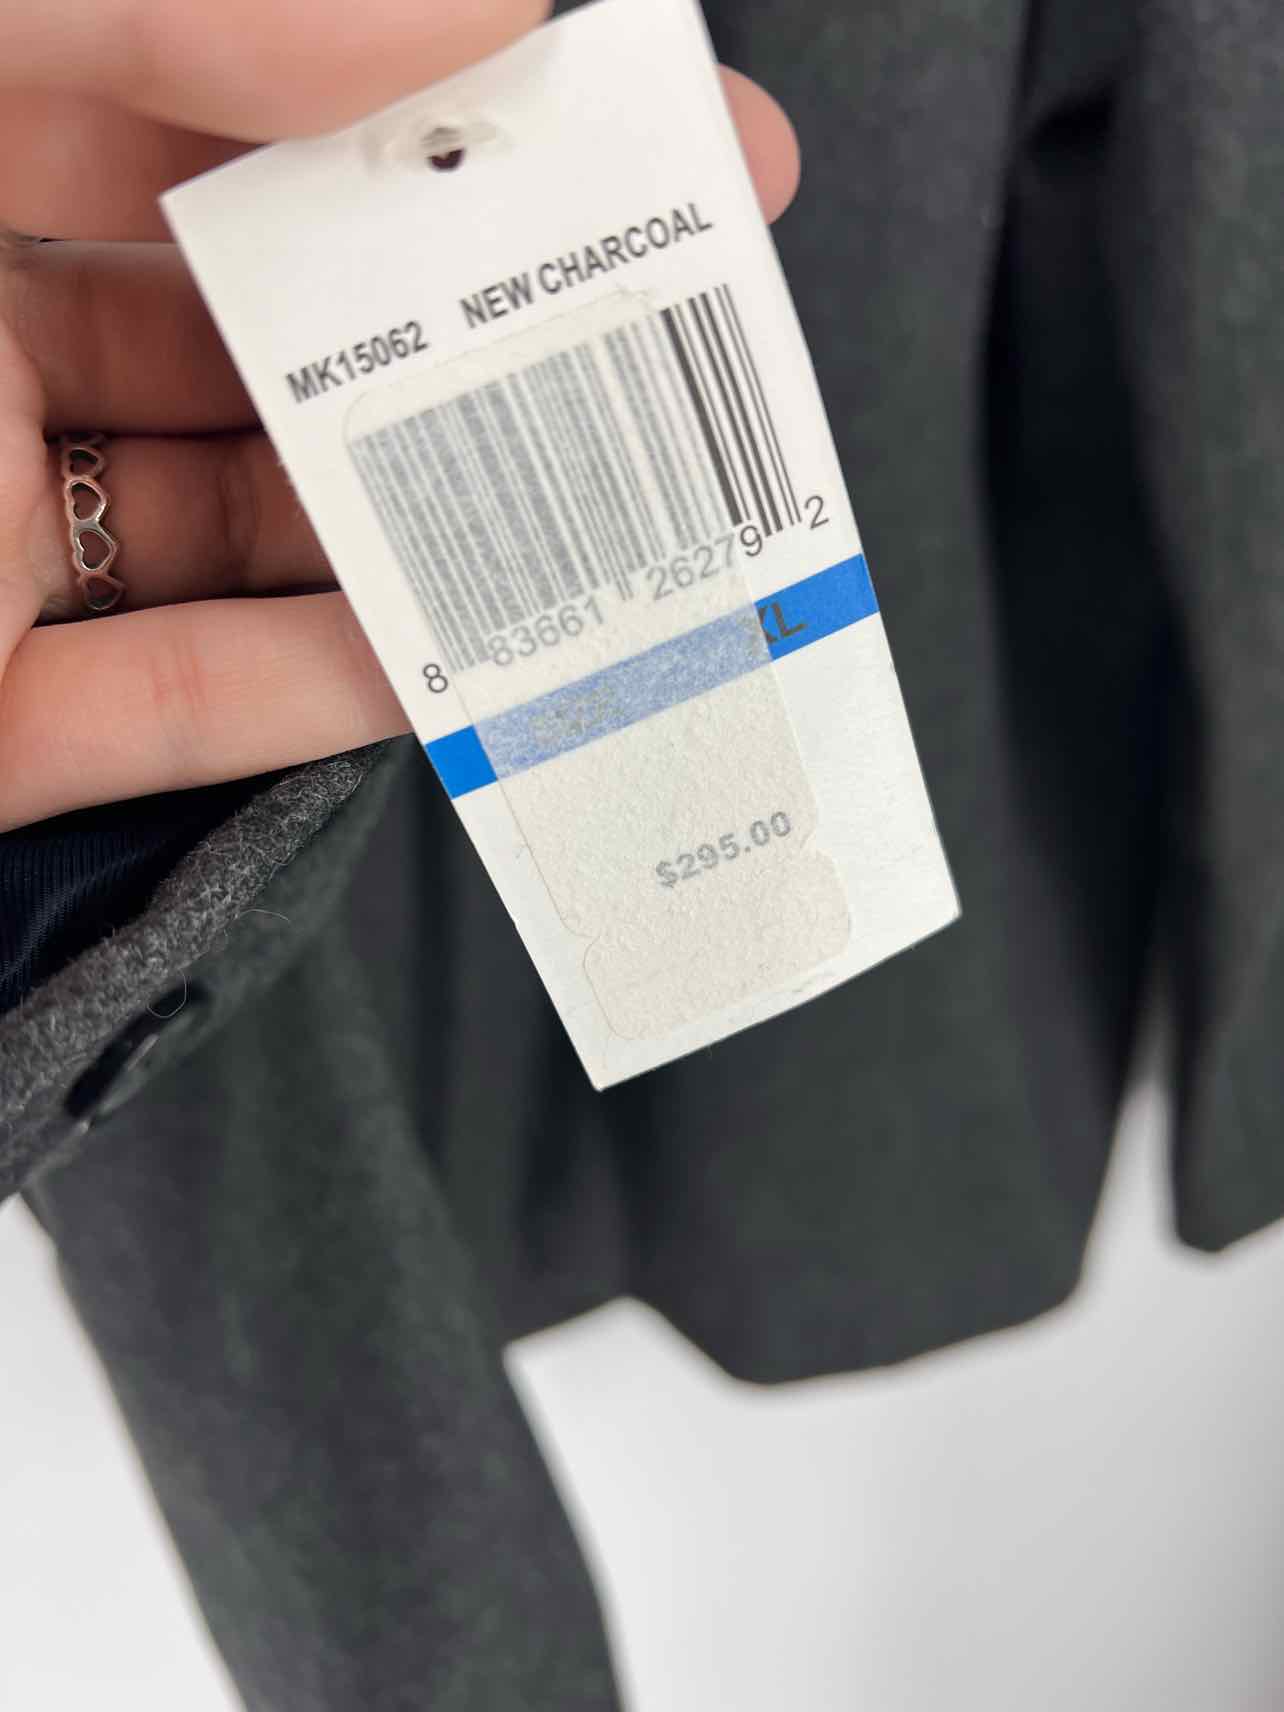 MK15062 NEW CHARCOAL
8 83661 26279 2
XL
$295.00